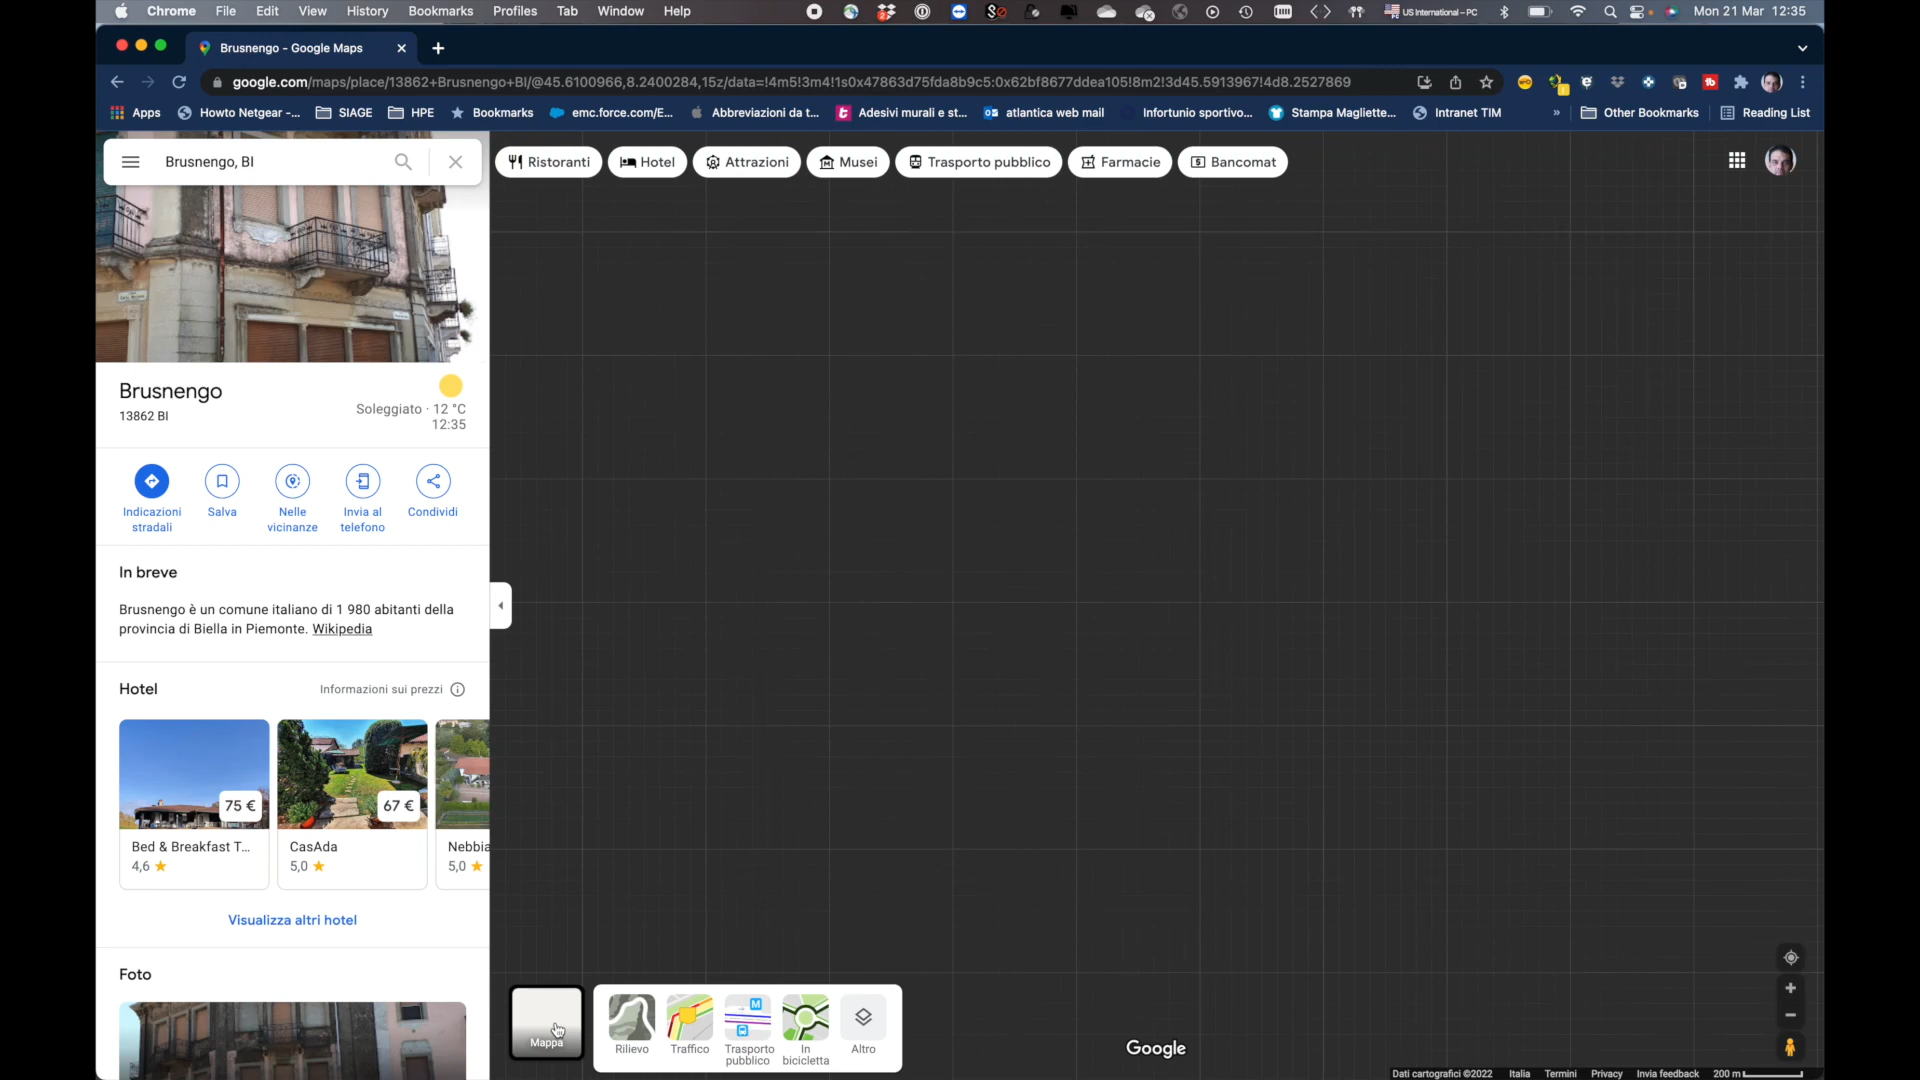 Chrome File Edit View History Bookmarks Profiles Tab Window Help US International – PC Mon 21 Mar 12:35
Brusnengo - Google Maps
google.com/maps/place/13862+Brusnengo+BI/@45.6100966,8.2400284,15z/data=!4m5!3m4!1s0x47863d75fda8b9c5:0x62bf8677ddea105!8m2!3d45.5913967!4d8.2527869
Apps Howto Netgear -... SIAGE HPE Bookmarks emc.force.com/E... Abbreviazioni da t... Adesivi murali e st... atlantica web mail Infortunio sportivo... Stampa Magliette... Intranet TIM » Other Bookmarks Reading List
Brusnengo, BI
Ristoranti Hotel Attrazioni Musei Trasporto pubblico Farmacie Bancomat
Brusnengo
13862 BI
Soleggiato · 12 °C
12:35
Indicazioni stradali
Salva
Nelle vicinanze
Invia al telefono
Condividi
In breve
Brusnengo è un comune italiano di 1 980 abitanti della
provincia di Biella in Piemonte. Wikipedia
Hotel Informazioni sui prezzi
75 € 67 €
Bed & Breakfast T... CasAda Nebbia
4,6 5,0 5,0
Visualizza altri hotel
Foto
Mappa
Rilievo Traffico Trasporto pubblico In bicicletta Altro
Google
Dati cartografici ©2022 Italia Termini Privacy Invia feedback 200 m